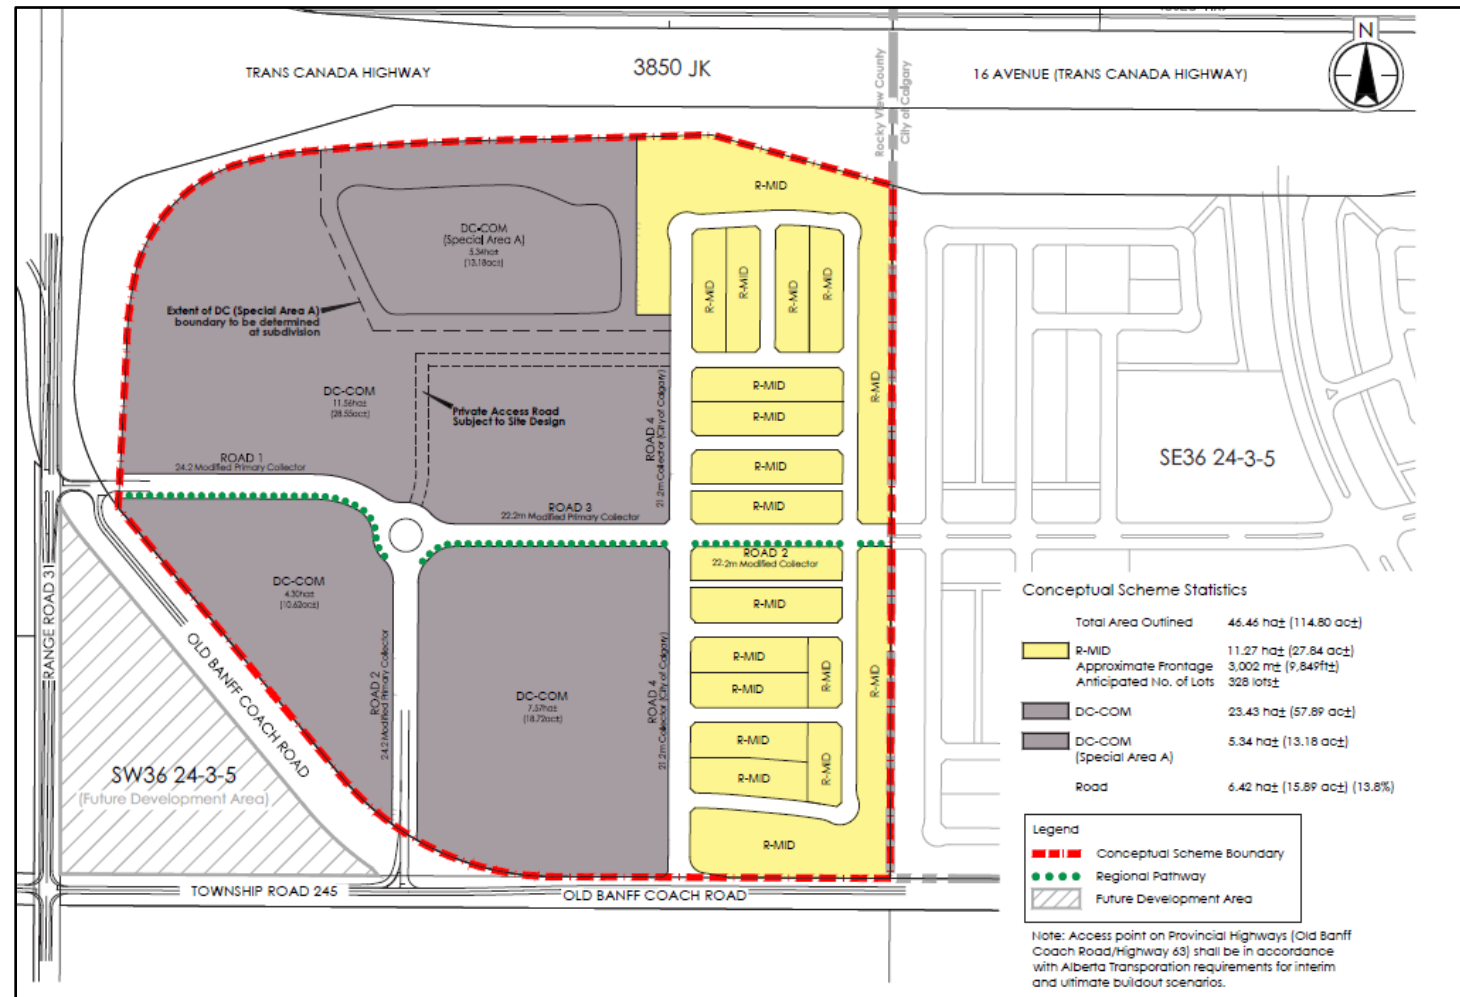 TRANS CANADA HIGHWAY
3850 JK
16 AVENUE (TRANS CANADA HIGHWAY)
N
Rocky View County
City of Calgary
R-MID
DC-COM
(Special Area A)
5.34ha±
(13.18ac±)
R-MID
R-MID
R-MID
R-MID
Extent of DC (Special Area A)
boundary to be determined
at subdivision
DC-COM
11.56ha±
(28.55ac±)
Private Access Road
Subject to Site Design
R-MID
R-MID
R-MID
ROAD 4
21.2m Collector (City of Calgary)
ROAD 1
24.2 Modified Primary Collector
R-MID
SE36 24-3-5
ROAD 3
22.2m Modified Primary Collector
R-MID
ROAD 2
22.2m Modified Collector
DC-COM
4.30ha±
(10.62ac±)
R-MID
RANGE ROAD 31
OLD BANFF COACH ROAD
ROAD 2
24.2 Modified Primary Collector
DC-COM
7.57ha±
(18.72ac±)
ROAD 4
21.2m Collector (City of Calgary)
R-MID
R-MID
R-MID
R-MID
R-MID
R-MID
R-MID
R-MID
SW36 24-3-5
(Future Development Area)
TOWNSHIP ROAD 245
OLD BANFF COACH ROAD
Conceptual Scheme Statistics
Total Area Outlined 46.46 ha± (114.80 ac±)
R-MID 11.27 ha± (27.84 ac±)
Approximate Frontage 3,002 m± (9,849ft±)
Anticipated No. of Lots 328 lots±
DC-COM 23.43 ha± (57.89 ac±)
DC-COM 5.34 ha± (13.18 ac±)
(Special Area A)
Road 6.42 ha± (15.89 ac±) (13.8%)
Legend
Conceptual Scheme Boundary
Regional Pathway
Future Development Area
Note: Access point on Provincial Highways (Old Banff
Coach Road/Highway 63) shall be in accordance
with Alberta Transporation requirements for interim
and ultimate buildout scenarios.